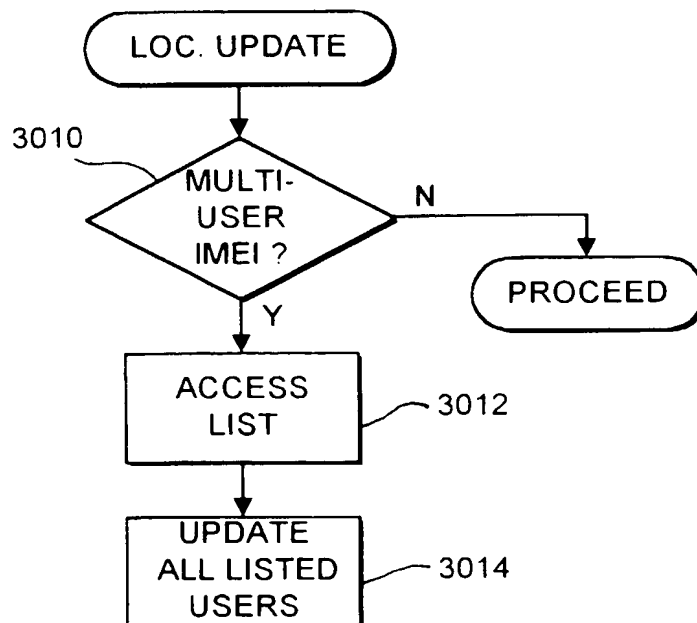 LOC. UPDATE
3010
MULTI-
USER
IMEI ?
N
PROCEED
Y
ACCESS
LIST
3012
UPDATE
ALL LISTED
USERS
3014